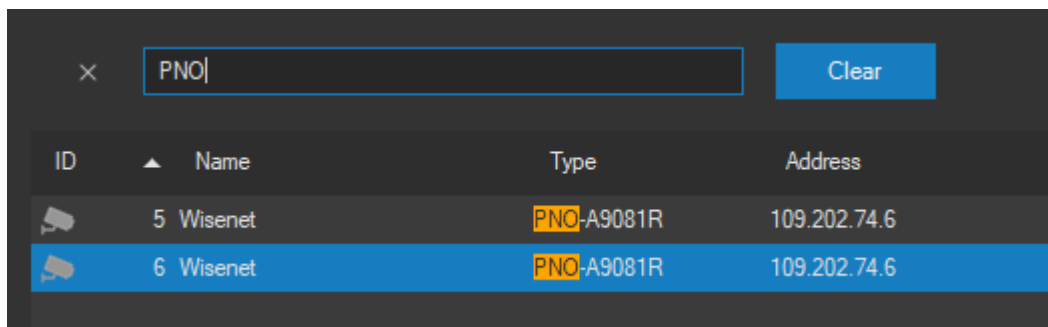 PNO
Clear
ID Name Type Address
5 Wisenet PNO-A9081R 109.202.74.6
6 Wisenet PNO-A9081R 109.202.74.6